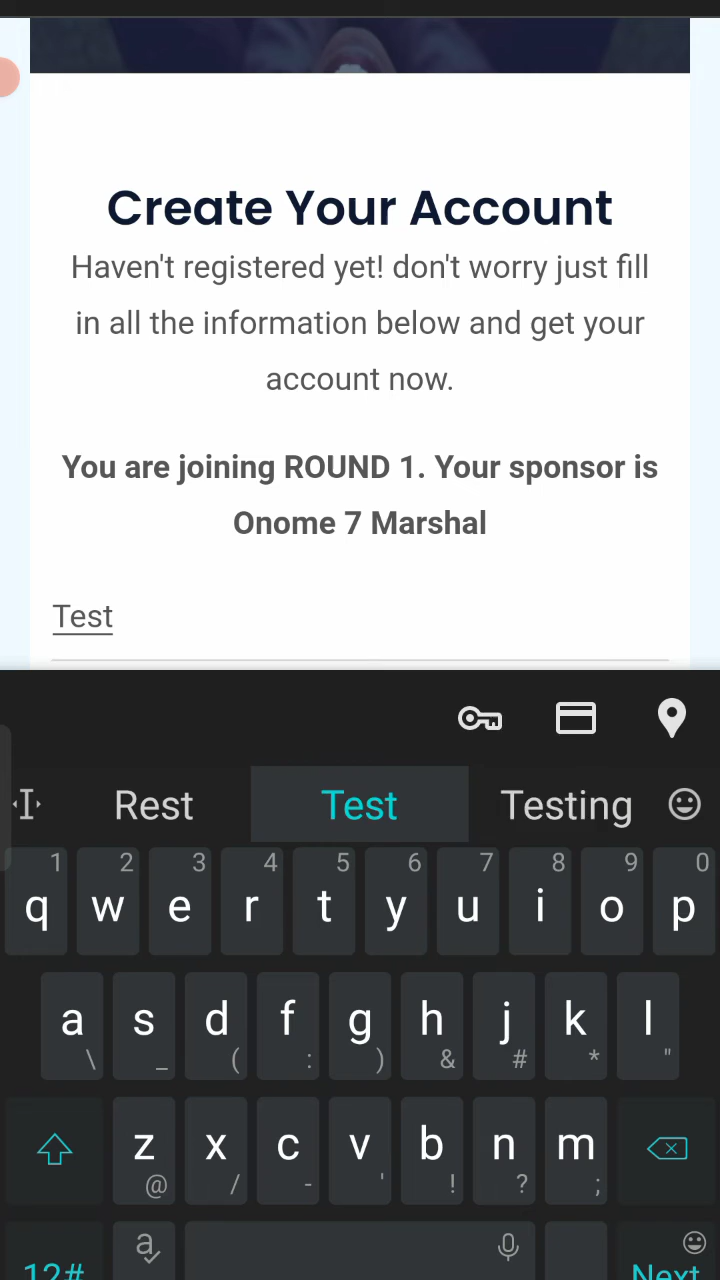 Create Your Account
Haven't registered yet! don't worry just fill
in all the information below and get your
account now.
You are joining ROUND 1. Your sponsor is
Onome 7 Marshal
Test
Rest Test Testing
1 2 3 4 5 6 7 8 9 0
q w e r t y u i o p
a s d f g h j k l
\ _ ( : ) & # * "
z x c v b n m
@ / - ' ! ? ;
12# a Next